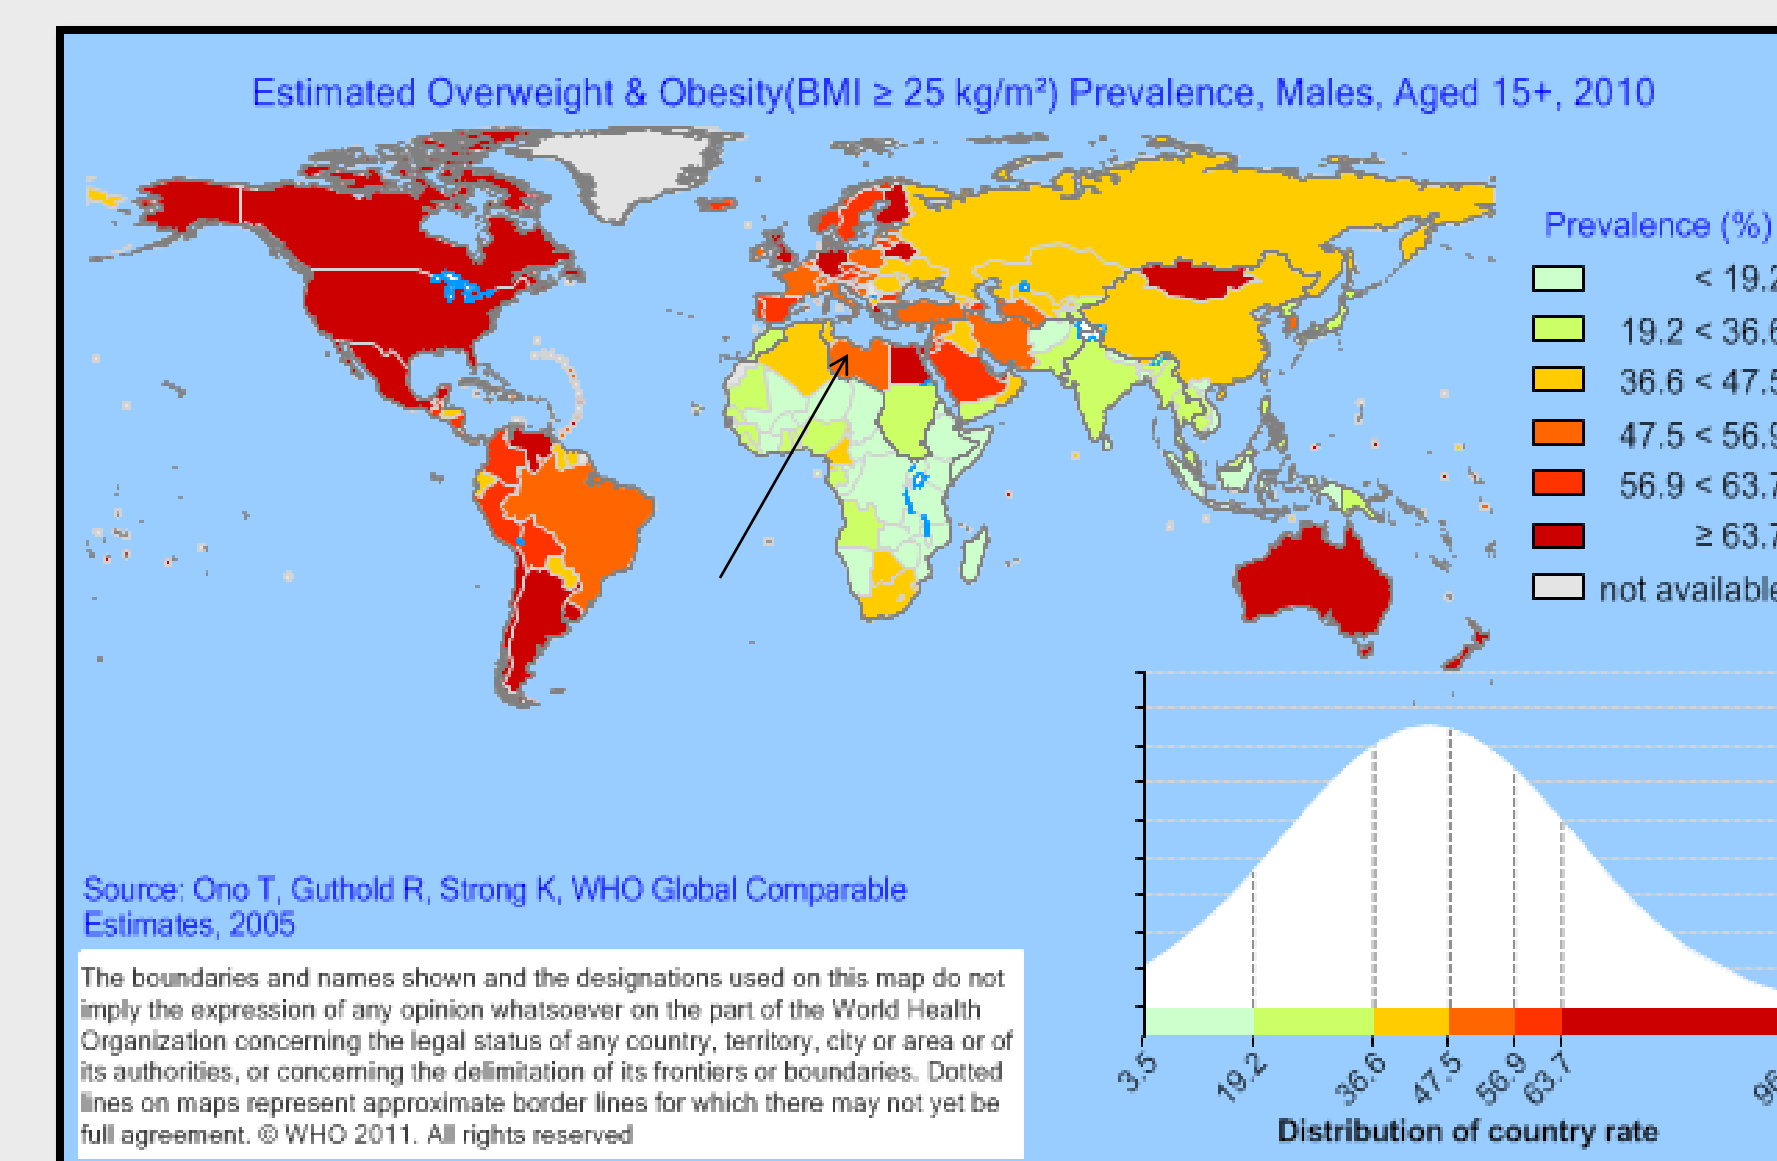 Estimated Overweight & Obesity(BMI ≥ 25 kg/m²) Prevalence, Males, Aged 15+, 2010
Prevalence (%)
< 19.2
19.2 < 36.6
36.6 < 47.5
47.5 < 56.9
56.9 < 63.7
≥ 63.7
not available
Source: Ono T, Guthold R, Strong K, WHO Global Comparable
Estimates, 2005
The boundaries and names shown and the designations used on this map do not
imply the expression of any opinion whatsoever on the part of the World Health
Organization concerning the legal status of any country, territory, city or area or of
its authorities, or concerning the delimitation of its frontiers or boundaries. Dotted
lines on maps represent approximate border lines for which there may not yet be
full agreement. © WHO 2011. All rights reserved
3.5 19.2 36.6 47.5 56.9 63.7
Distribution of country rate